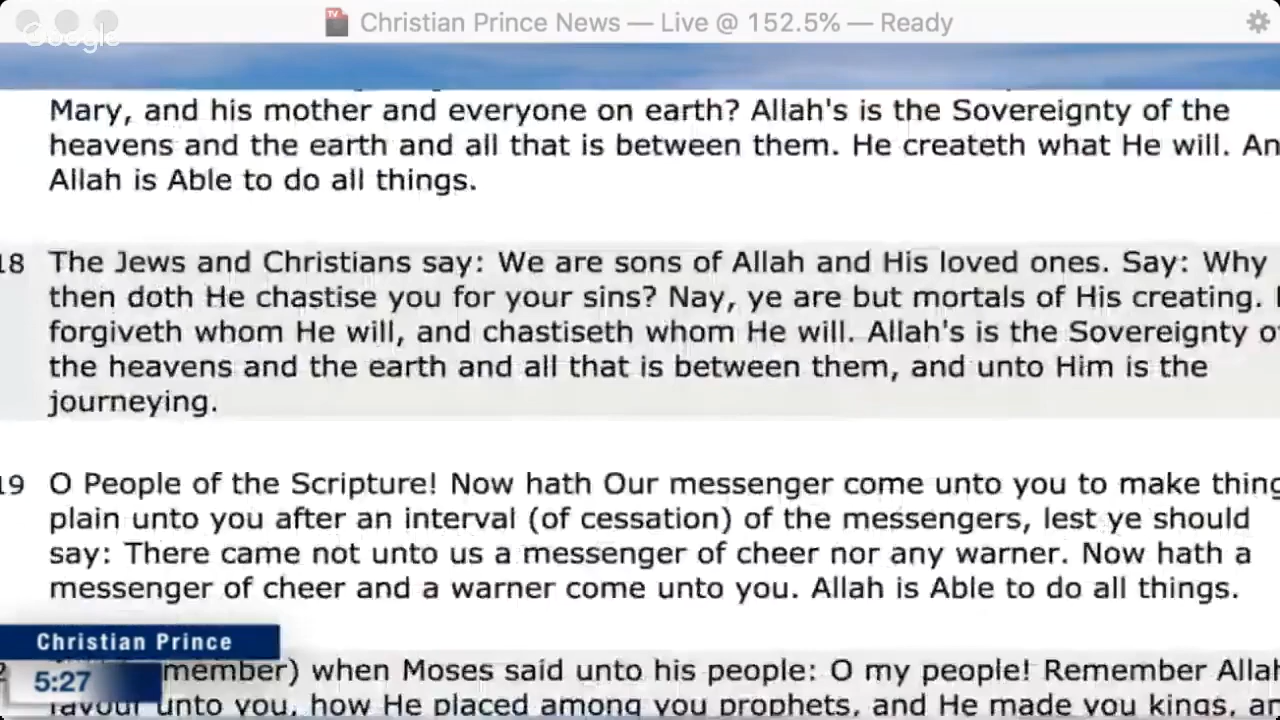 Christian Prince News — Live @ 152.5% — Ready
Google
Mary, and his mother and everyone on earth? Allah's is the Sovereignty of the
heavens and the earth and all that is between them. He createth what He will. An
Allah is Able to do all things.
18 The Jews and Christians say: We are sons of Allah and His loved ones. Say: Why
then doth He chastise you for your sins? Nay, ye are but mortals of His creating.
forgiveth whom He will, and chastiseth whom He will. Allah's is the Sovereignty o
the heavens and the earth and all that is between them, and unto Him is the
journeying.
19 O People of the Scripture! Now hath Our messenger come unto you to make thing
plain unto you after an interval (of cessation) of the messengers, lest ye should
say: There came not unto us a messenger of cheer nor any warner. Now hath a
messenger of cheer and a warner come unto you. Allah is Able to do all things.
Christian Prince
member) when Moses said unto his people: O my people! Remember Allah
5:27
favour unto you, how He placed among you prophets, and He made you kings, an